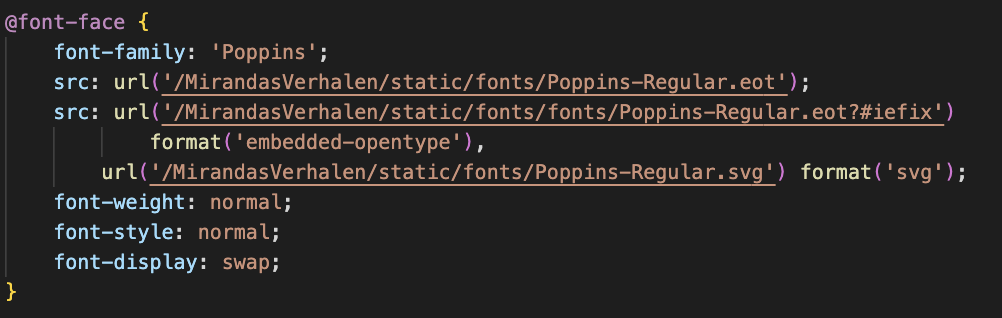 @font-face {
    font-family: 'Poppins';
    src: url('/MirandasVerhalen/static/fonts/Poppins-Regular.eot');
    src: url('/MirandasVerhalen/static/fonts/fonts/Poppins-Regular.eot?#iefix')
            format('embedded-opentype'),
        url('/MirandasVerhalen/static/fonts/Poppins-Regular.svg') format('svg');
    font-weight: normal;
    font-style: normal;
    font-display: swap;
}